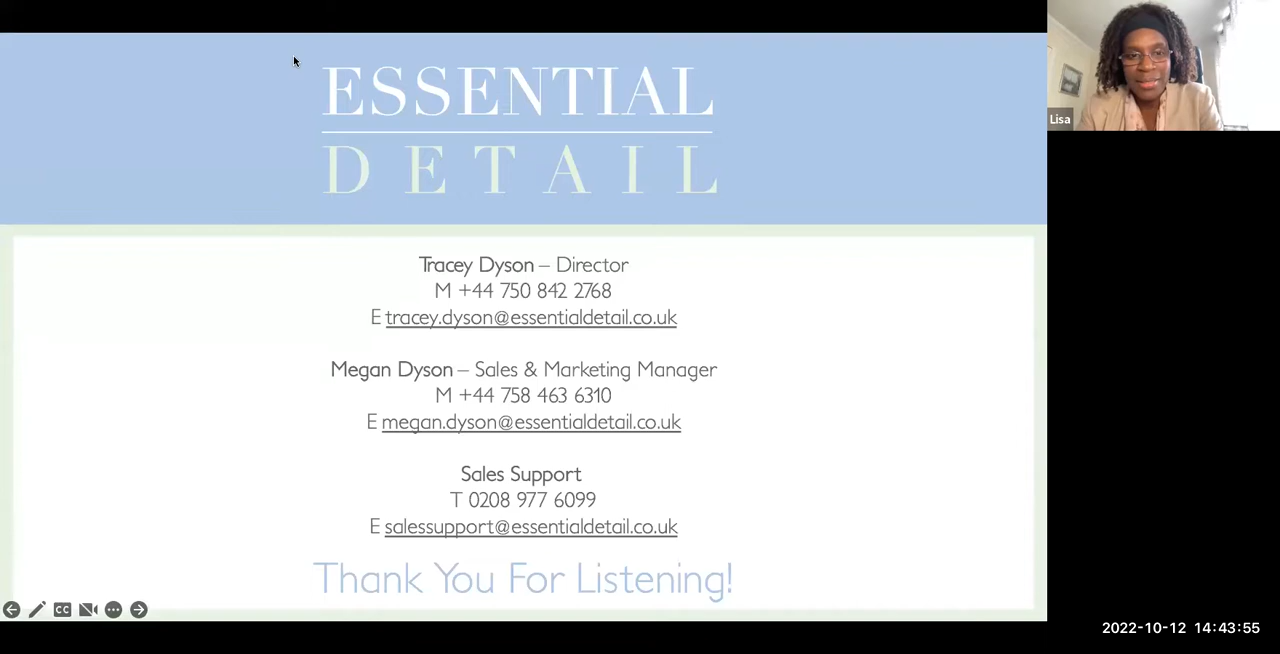 ESSENTIAL
DETAIL
Tracey Dyson – Director
M +44 750 842 2768
E tracey.dyson@essentialdetail.co.uk
Megan Dyson – Sales & Marketing Manager
M +44 758 463 6310
E megan.dyson@essentialdetail.co.uk
Sales Support
T 0208 977 6099
E salessupport@essentialdetail.co.uk
Thank You For Listening!
CC
Lisa
2022-10-12 14:43:55